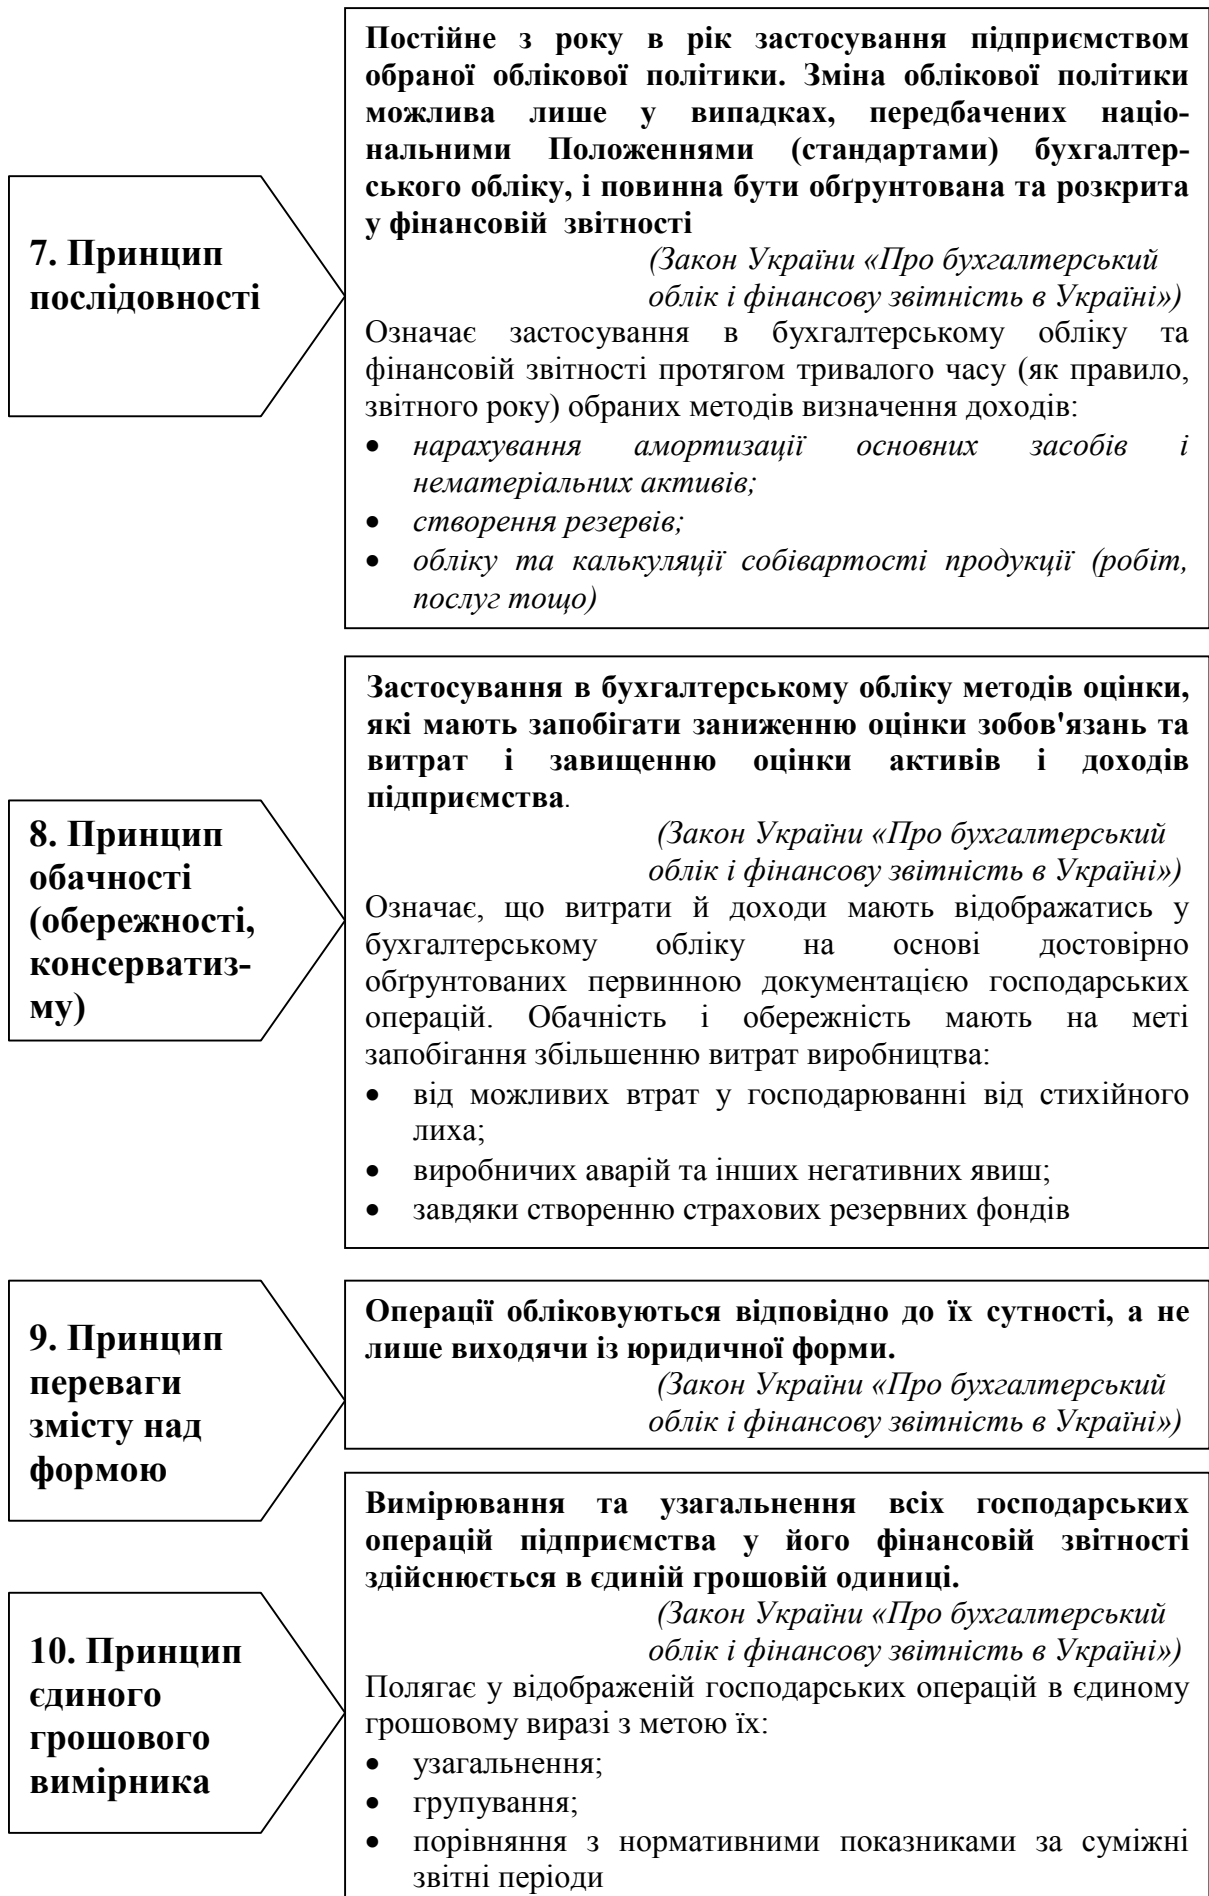 7. Принцип
послідовності
Постійне з року в рік застосування підприємством
обраної облікової політики. Зміна облікової політики
можлива лише у випадках, передбачених націо-
нальними Положеннями (стандартами) бухгалтер-
ського обліку, і повинна бути обґрунтована та розкрита
у фінансовій звітності
(Закон України «Про бухгалтерський
облік і фінансову звітність в Україні»)
Означає застосування в бухгалтерському обліку та
фінансовій звітності протягом тривалого часу (як правило,
звітного року) обраних методів визначення доходів:
• нарахування амортизації основних засобів і
нематеріальних активів;
• створення резервів;
• обліку та калькуляції собівартості продукції (робіт,
послуг тощо)
8. Принцип
обачності
(обережності,
консерватиз-
му)
Застосування в бухгалтерському обліку методів оцінки,
які мають запобігати заниженню оцінки зобов'язань та
витрат і завищенню оцінки активів і доходів
підприємства.
(Закон України «Про бухгалтерський
облік і фінансову звітність в Україні»)
Означає, що витрати й доходи мають відображатись у
бухгалтерському обліку на основі достовірно
обґрунтованих первинною документацією господарських
операцій. Обачність і обережність мають на меті
запобігання збільшенню витрат виробництва:
• від можливих втрат у господарюванні від стихійного
лиха;
• виробничих аварій та інших негативних явиш;
• завдяки створенню страхових резервних фондів
9. Принцип
переваги
змісту над
формою
Операції обліковуються відповідно до їх сутності, а не
лише виходячи із юридичної форми.
(Закон України «Про бухгалтерський
облік і фінансову звітність в Україні»)
10. Принцип
єдиного
грошового
вимірника
Вимірювання та узагальнення всіх господарських
операцій підприємства у його фінансовій звітності
здійснюється в єдиній грошовій одиниці.
(Закон України «Про бухгалтерський
облік і фінансову звітність в Україні»)
Полягає у відображеній господарських операцій в єдиному
грошовому виразі з метою їх:
• узагальнення;
• групування;
• порівняння з нормативними показниками за суміжні
звітні періоди